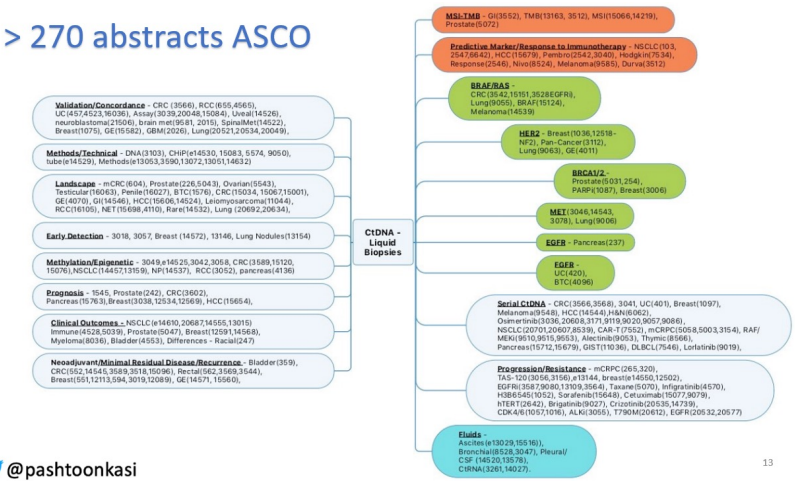 > 270 abstracts ASCO
Validation/Concordance - CRC (3566), RCC(655,4565),
UC(457,4523,16036), Assay(3039,20048,15084), Uveal(14526),
neuroblastoma(21506), brain met(9581, 2015), SpinalMet(14522),
Breast(1075), GE(15582), GBM(2026), Lung(20521,20534,20049),
Methods/Technical - DNA(3103), CHiP(e14530, 15083, 5574, 9050),
tube(e14529), Methods(e13053,3590,13072,13051,14632)
Landscape - mCRC(604), Prostate(226,5043), Ovarian(5543),
Testicular(16063), Penile(16027), BTC(1576), CRC(15034, 15067,15001),
GE(4070), GI(14546), HCC(15606,14524), Leiomyosarcoma(11044),
RCC(16105), NET(15698,4110), Rare(14532), Lung (20692,20634),
Early Detection - 3018, 3057, Breast (14572), 13146, Lung Nodules(13154)
Methylation/Epigenetic - 3049,e14525,3042,3058, CRC(3589,15120,
15076),NSCLC(14457,13159), NP(14537), RCC(3052), pancreas(4136)
Prognosis - 1545, Prostate(242), CRC(3602),
Pancreas(15763),Breast(3038,12534,12569), HCC(15654),
Clinical Outcomes - NSCLC(e14610,20687,14555,13015)
Immune(4528,5039), Prostate(5047), Breast(12591,14568),
Myeloma(8036), Bladder(4553), Differences - Racial(247)
Neoadjuvant/Minimal Residual Disease/Recurrence - Bladder(359),
CRC(552,14545,3589,3518,15096), Rectal(562,3569,3544),
Breast(551,12113,594,3019,12089), GE(14571, 15560),
CtDNA -
Liquid
Biopsies
MSI-TMB - GI(3552), TMB(13163, 3512), MSI(15066,14219),
Prostate(5072)
Predictive Marker/Response to Immunotherapy - NSCLC(103,
2547,6642), HCC(15679), Pembro(2542,3040), Hodgkin(7534),
Response(2546), Nivo(8524), Melanoma(9585), Durva(3512)
BRAF/RAS -
CRC(3542,15151,3528EGFRi),
Lung(9055), BRAF(15124),
Melanoma(14539)
HER2 - Breast(1036,12518-
NF2), Pan-Cancer(3112),
Lung(9063), GE(4011)
BRCA1/2 -
Prostate(5031,254),
PARPi(1087), Breast(3006)
MET(3046,14543,
3078), Lung(9006)
EGFR - Pancreas(237)
FGFR -
UC(420),
BTC(4096)
Serial CtDNA - CRC(3566,3568), 3041, UC(401), Breast(1097),
Melanoma(9548), HCC(14544),H&N(6062),
Osimertinib(3036,20608,3171,9119,9020,9057,9086),
NSCLC(20701,20607,8539), CAR-T(7552), mCRPC(5058,5003,3154), RAF/
MEKi(9510,9515,9553), Alectinib(9053), Thymic(8566),
Pancreas(15712,15679), GIST(11036), DLBCL(7546), Lorlatinib(9019),
Progression/Resistance - mCRPC(265,320),
TAS-120(3056,3156),e13144, breast(e14550,12502),
EGFRi(3587,9080,13109,3564), Taxane(5070), Infigratinib(4570),
H3B6545(1052), Sorafenib(15648), Cetuximab(15077,9079),
hTERT(2642), Brigatinib(9027), Crizotinib(20535,14739),
CDK4/6(1057,1016), ALKi(3055), T790M(20612), EGFR(20532,20577)
Fluids -
Ascites(e13029,15516)),
Bronchial(8528,3047), Pleural/
CSF (14520,13578),
CtRNA(3261,14027).
@pashtoonkasi
13